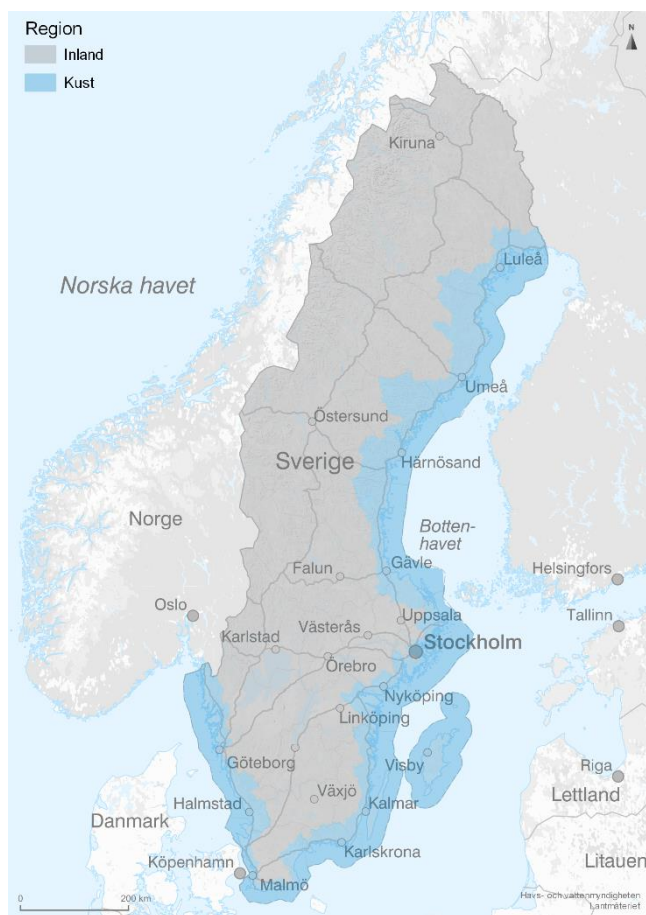 Region
Inland
Kust
N
Kiruna
Luleå
Norska havet
Umeå
Östersund
Sverige
Härnösand
Norge
Botten-
havet
Falun
Gävle
Helsingfors
Oslo
Uppsala
Tallinn
Västerås
Karlstad
Stockholm
Örebro
Nyköping
Linköping
Göteborg
Visby
Riga
Växjö
Lettland
Halmstad
Kalmar
Danmark
Karlskrona
Köpenhamn
Litauen
Malmö
0 200 km
Havs- och vattenmyndigheten
Lantmäteriet